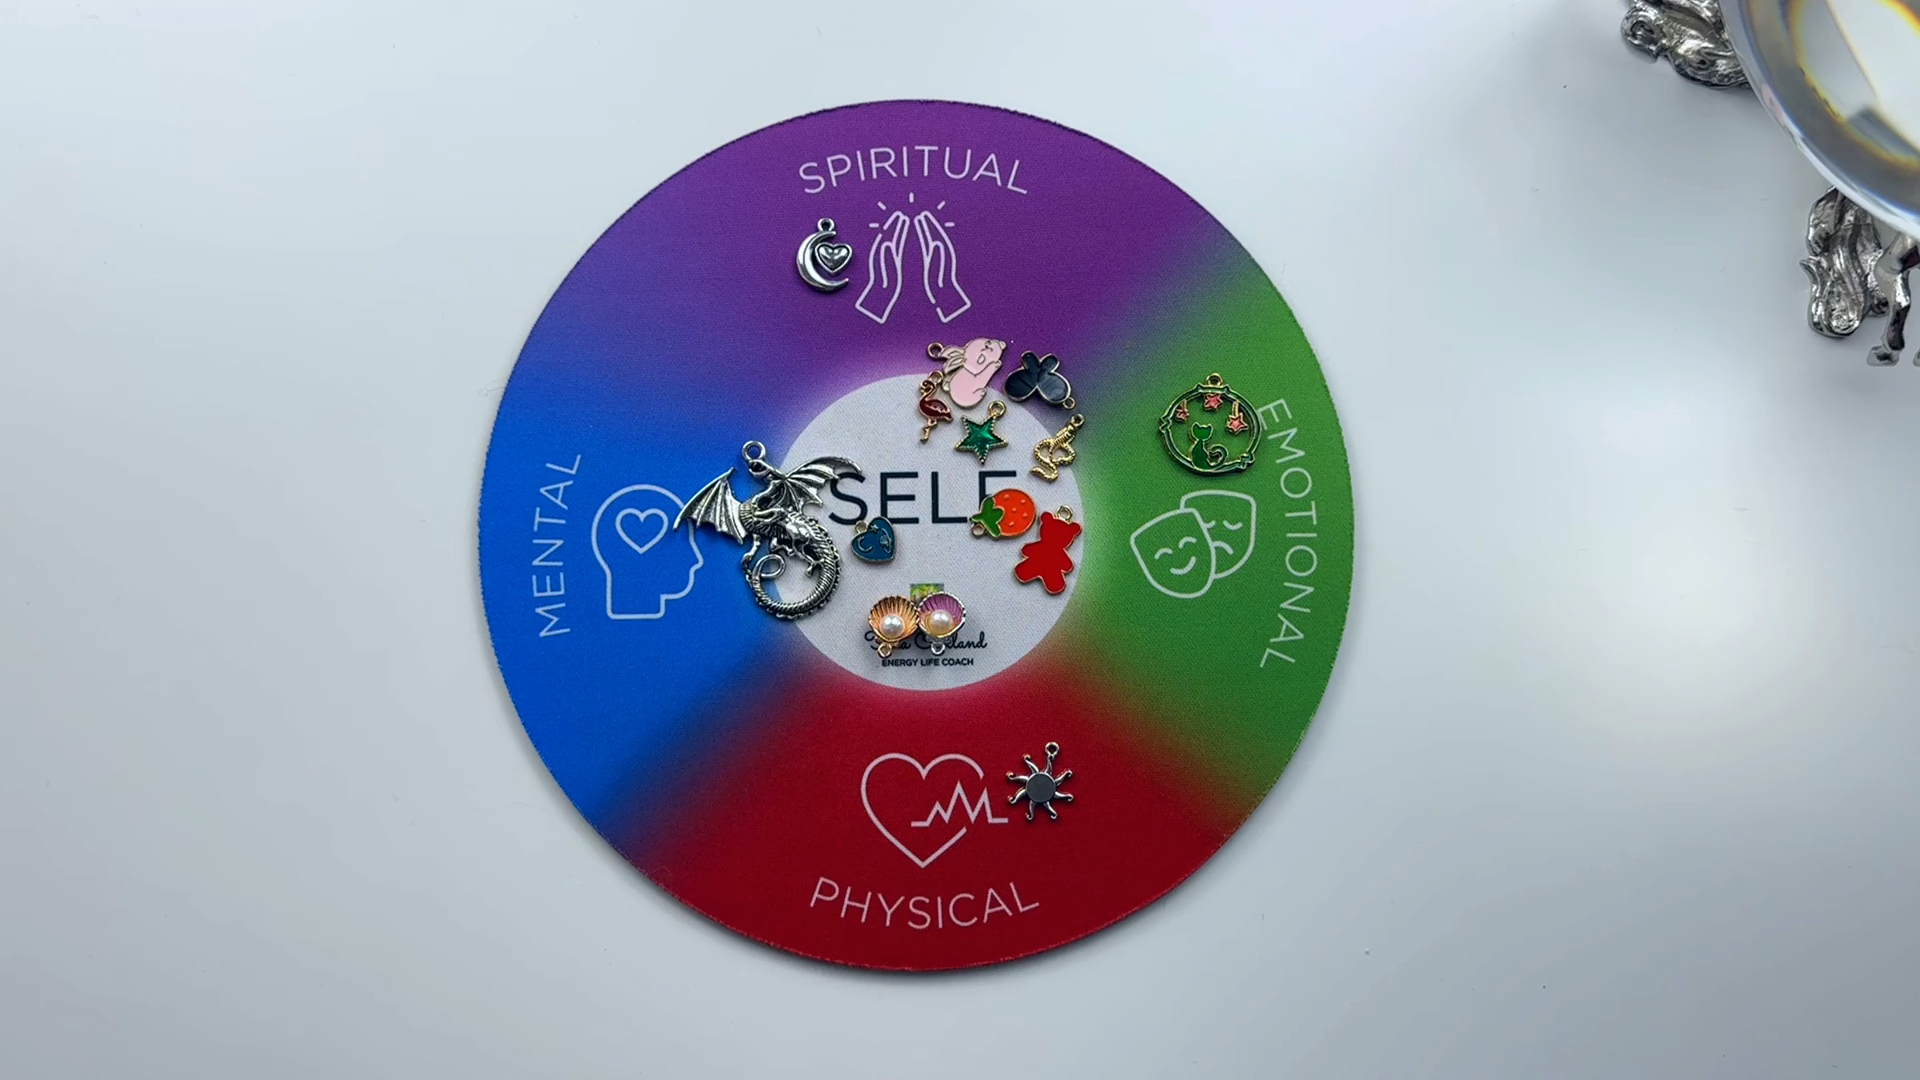 SPIRITUAL
MENTAL
SELF
EMOTIONAL
ENERGY LIFE COACH
PHYSICAL